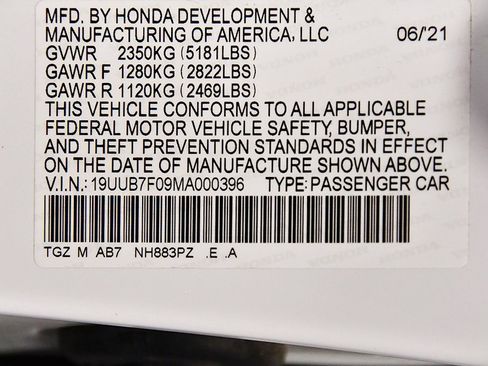 MFD. BY HONDA DEVELOPMENT &
MANUFACTURING OF AMERICA, LLC 06/21
GVWR 2350KG (5181LBS)
GAWR F 1280KG (2822LBS)
GAWR R 1120KG (2469LBS)
THIS VEHICLE CONFORMS TO ALL APPLICABLE
FEDERAL MOTOR VEHICLE SAFETY, BUMPER,
AND THEFT PREVENTION STANDARDS IN EFFECT
ON THE DATE OF MANUFACTURE SHOWN ABOVE.
V.I.N.: 19UUB7F09MA000396 TYPE: PASSENGER CAR
TGZ M AB7 NH883PZ .E .A